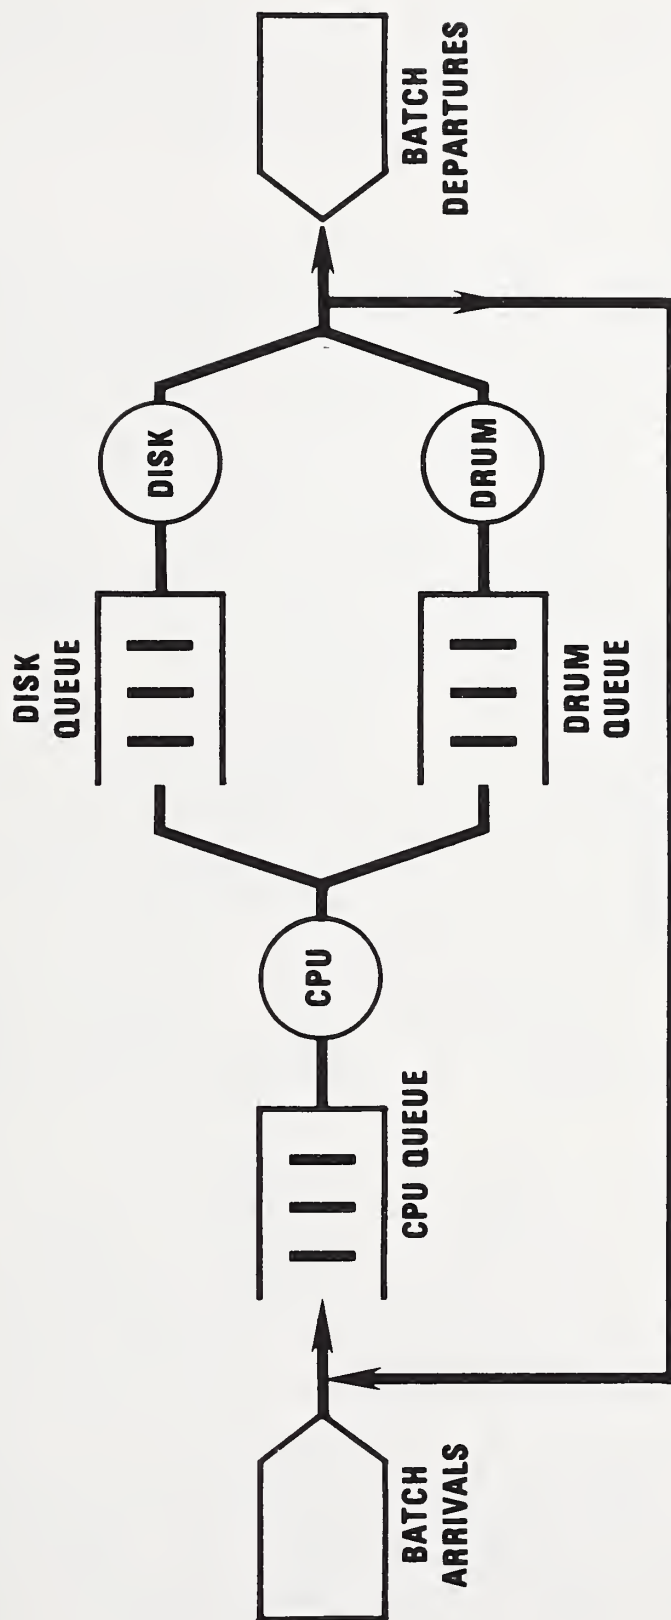 BATCH
ARRIVALS
CPU QUEUE
CPU
DISK
QUEUE
DISK
DRUM
QUEUE
DRUM
BATCH
DEPARTURES